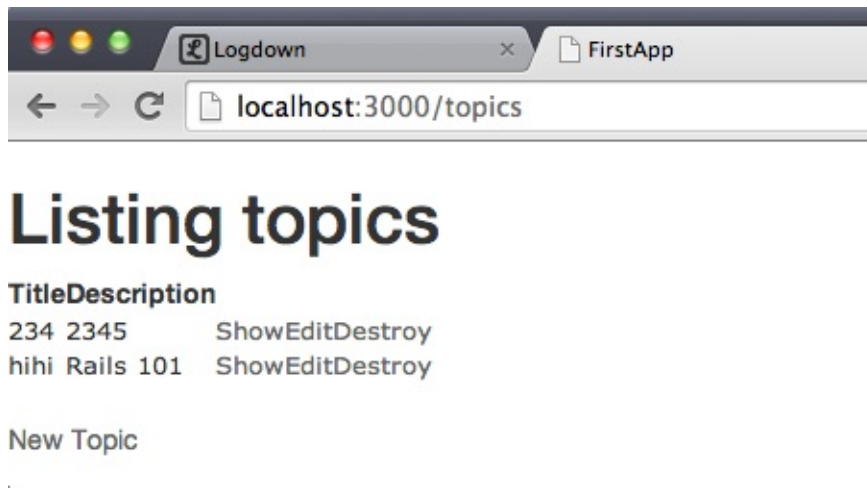 Logdown
FirstApp
localhost:3000/topics
Listing topics
TitleDescription
234 2345 ShowEditDestroy
hihi Rails 101 ShowEditDestroy
New Topic